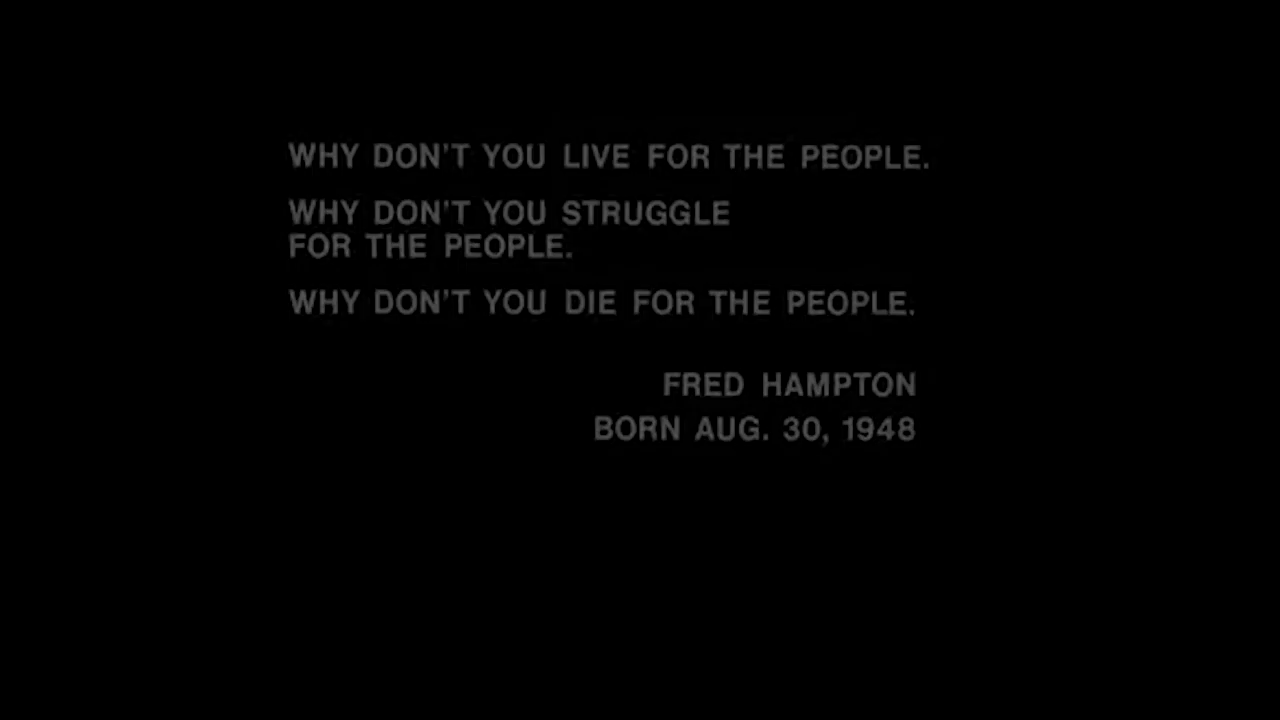 WHY DON'T YOU LIVE FOR THE PEOPLE.
WHY DON'T YOU STRUGGLE
FOR THE PEOPLE.
WHY DON'T YOU DIE FOR THE PEOPLE.
FRED HAMPTON
BORN AUG. 30, 1948